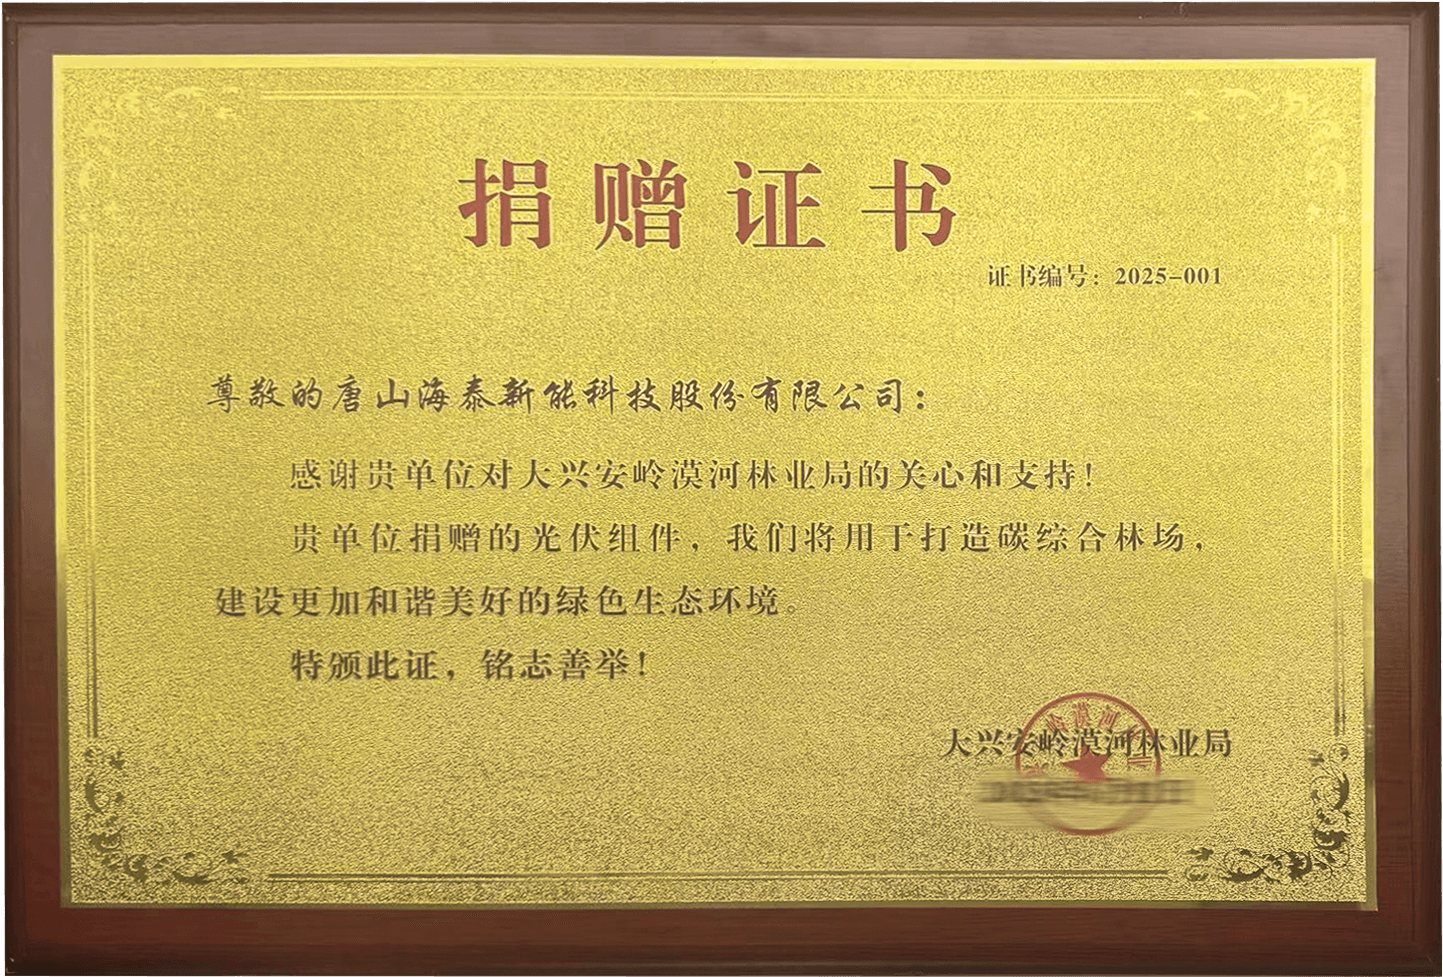 捐赠证书
证书编号：2025-001
尊敬的唐山海泰新能科技股份有限公司：
感谢贵单位对大兴安岭漠河林业局的关心和支持！
贵单位捐赠的光伏组件，我们将用于打造碳综合林场，
建设更加和谐美好的绿色生态环境。
特颁此证，铭志善举！
大兴安岭漠河林业局